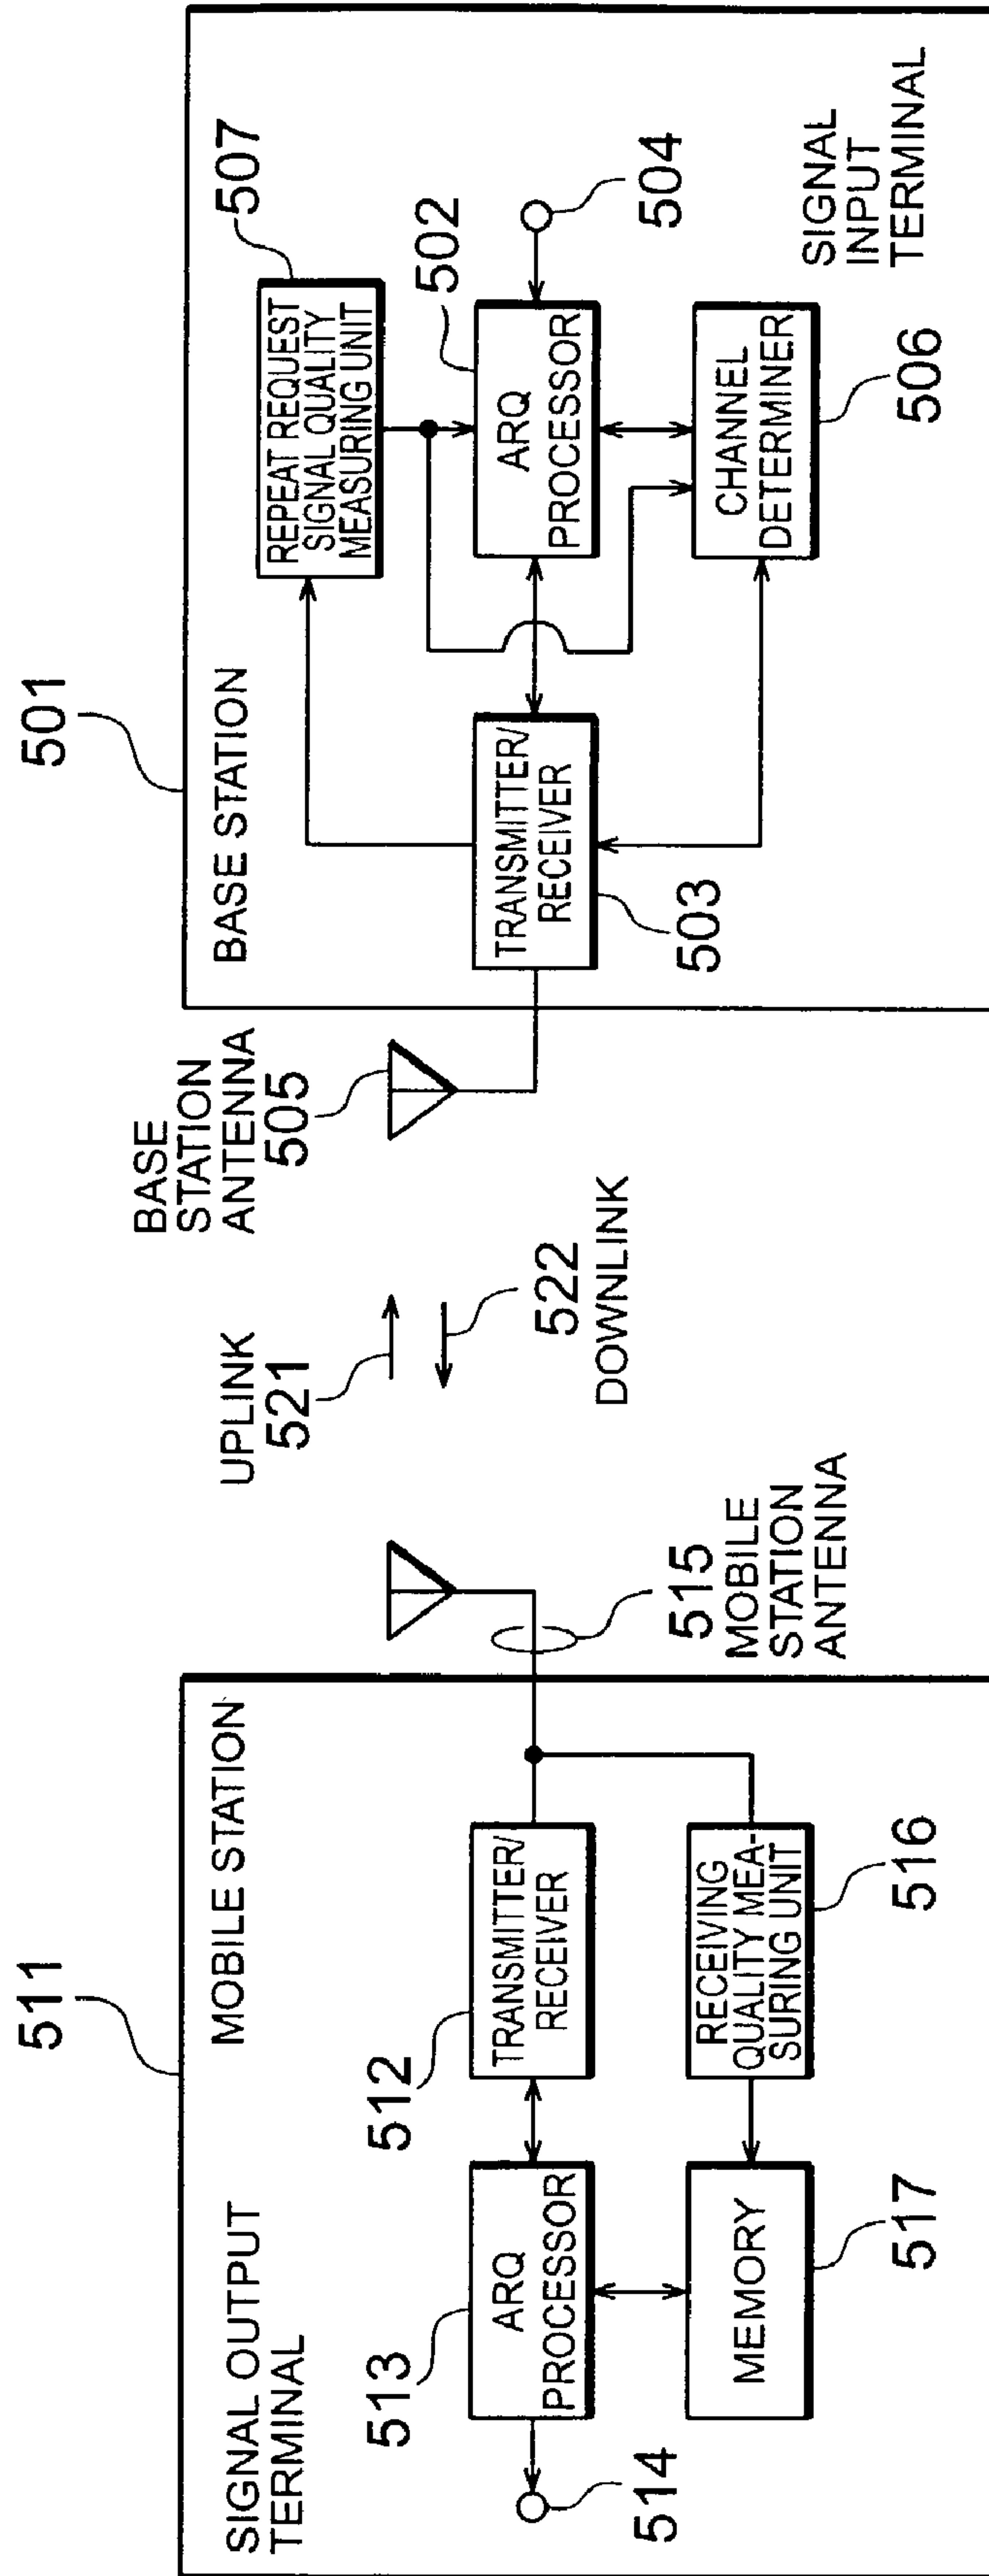 511
SIGNAL OUTPUT
TERMINAL
MOBILE STATION
513
ARQ
PROCESSOR
512
TRANSMITTER/
RECEIVER
514
MEMORY
517
RECEIVING
QUALITY MEA-
SURING UNIT
516
515
MOBILE
STATION
ANTENNA
UPLINK
521
522
DOWNLINK
BASE
STATION
ANTENNA
505
501
BASE STATION
TRANSMITTER/
RECEIVER
503
507
REPEAT REQUEST
SIGNAL QUALITY
MEASURING UNIT
502
ARQ
PROCESSOR
504
CHANNEL
DETERMINER
506
SIGNAL
INPUT
TERMINAL